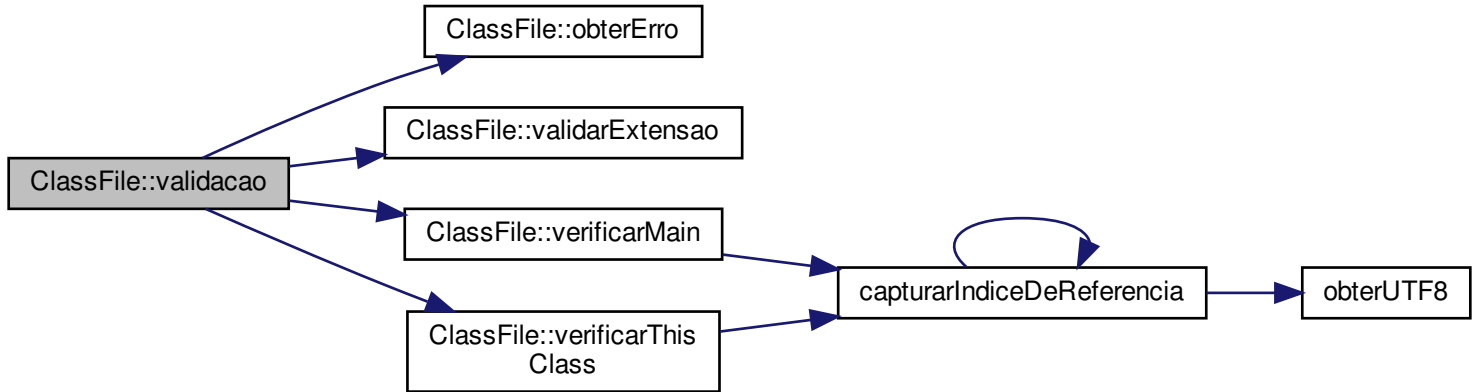 ClassFile::obterErro
ClassFile::validarExtensao
ClassFile::validacao
ClassFile::verificarMain
capturarIndiceDeReferencia
obterUTF8
ClassFile::verificarThis
Class